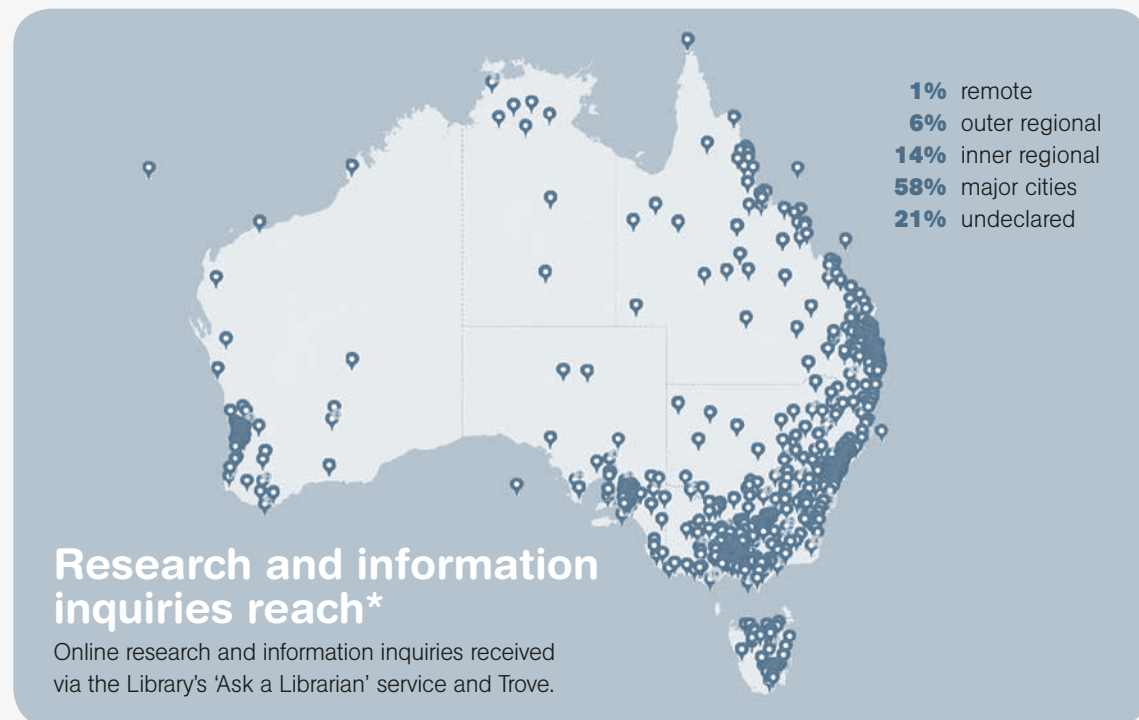 1% remote
6% outer regional
14% inner regional
58% major cities
21% undeclared
Research and information
inquiries reach*
Online research and information inquiries received
via the Library's ‘Ask a Librarian’ service and Trove.